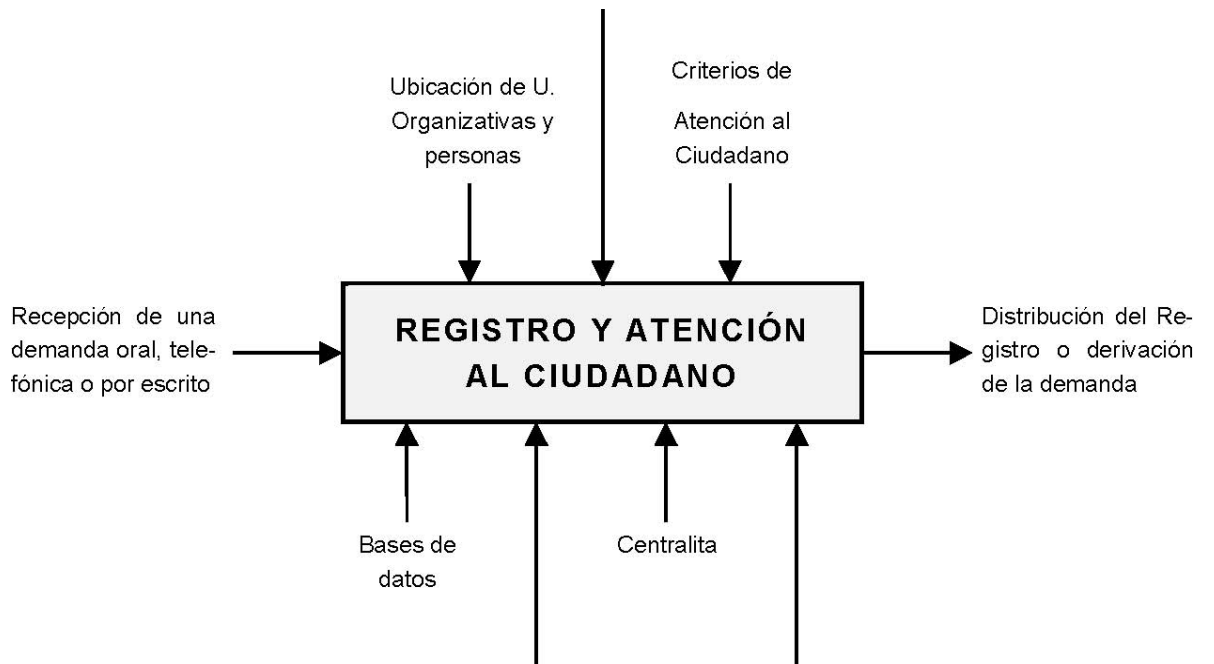 Ubicación de U.
Organizativas y
personas
Criterios de
Atención al
Ciudadano
Recepción de una
demanda oral, tele-
fónica o por escrito
REGISTRO Y ATENCIÓN
AL CIUDADANO
Distribución del Re-
gistro o derivación
de la demanda
Bases de
datos
Centralita